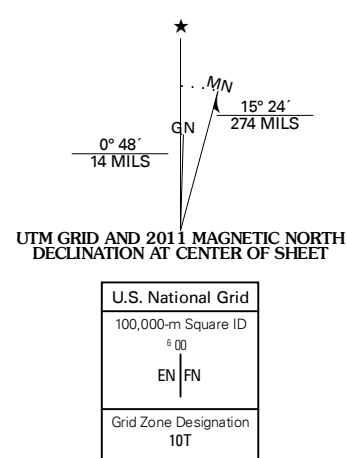 ★
MN
GN
15° 24´
274 MILS
0° 48´
14 MILS
UTM GRID AND 2011 MAGNETIC NORTH
DECLINATION AT CENTER OF SHEET
U.S. National Grid
100,000-m Square ID
6 00
EN FN
Grid Zone Designation
10T